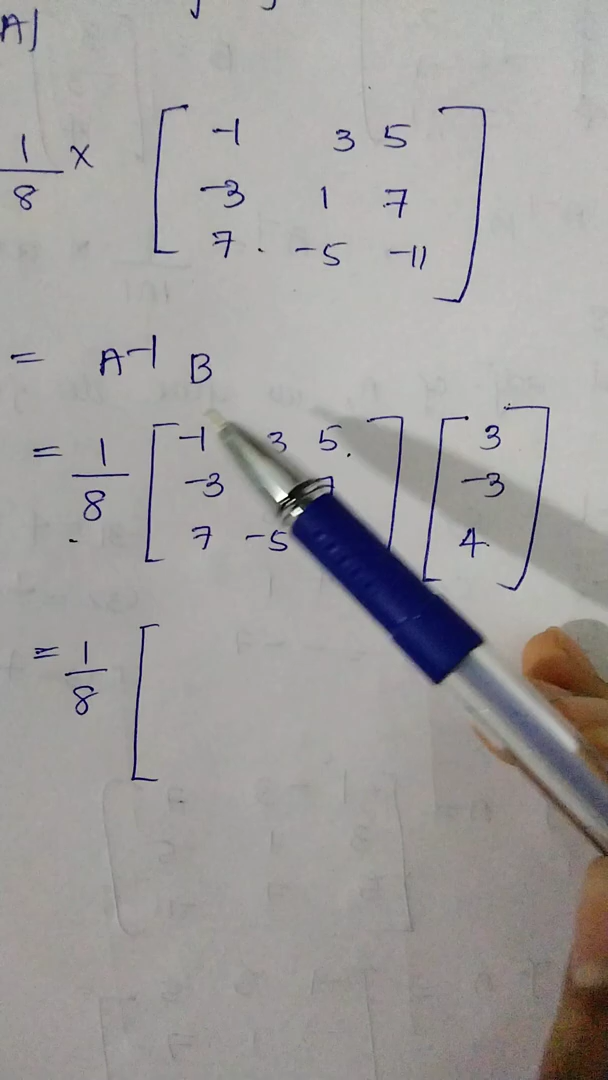 A|
1/8 × [ -1 3 5
-3 1 7
7 -5 -11 ]
= A⁻¹ B
= 1/8 [ -1 3 5 ] [ 3
-3 7 -3
7 -5 4 ]
= 1/8 [